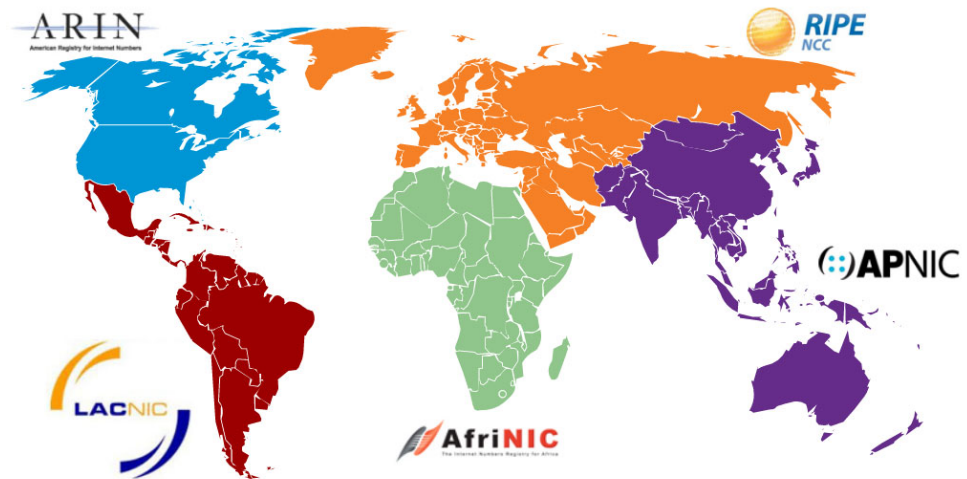 ARIN
American Registry for Internet Numbers
RIPE
NCC
APNIC
LACNIC
AfriNIC
The Internet Numbers Registry for Africa